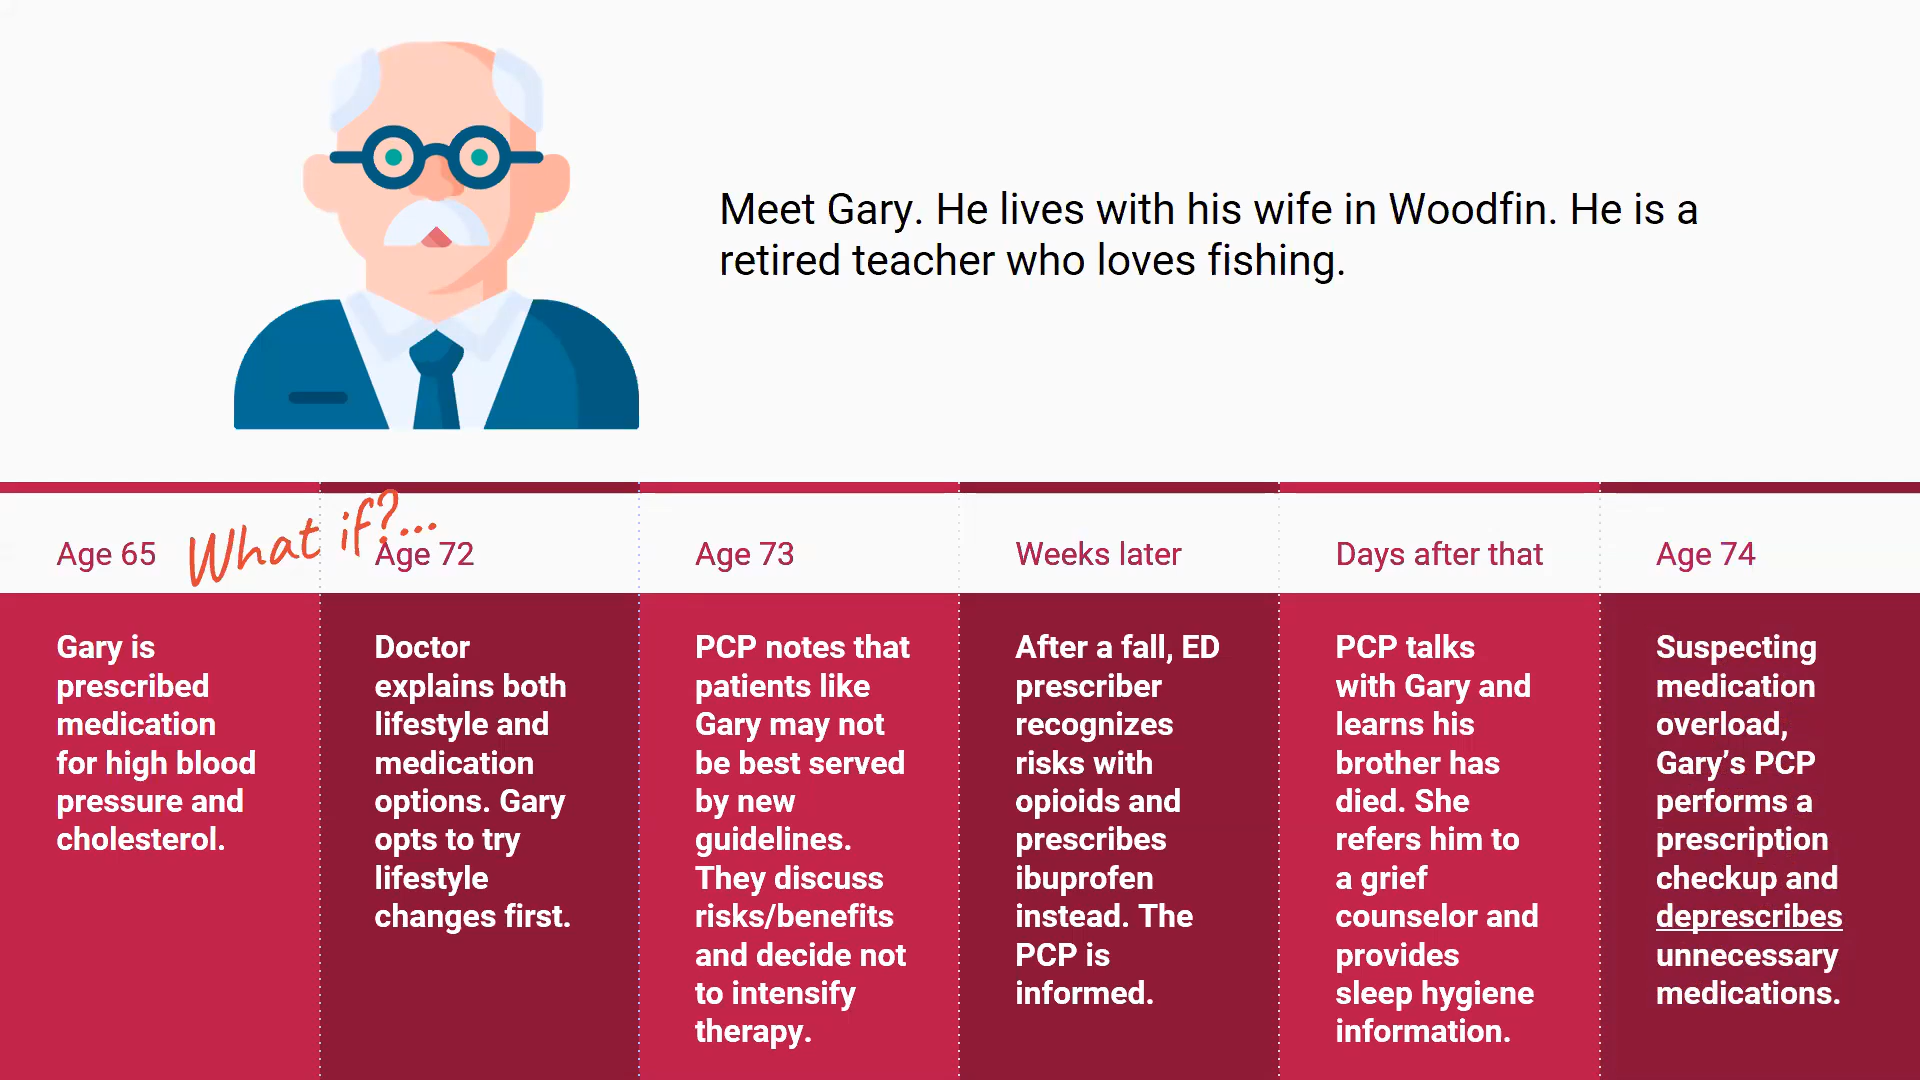 Meet Gary. He lives with his wife in Woodfin. He is a
retired teacher who loves fishing.
What if?...
Age 65
Gary is
prescribed
medication
for high blood
pressure and
cholesterol.
Age 72
Doctor
explains both
lifestyle and
medication
options. Gary
opts to try
lifestyle
changes first.
Age 73
PCP notes that
patients like
Gary may not
be best served
by new
guidelines.
They discuss
risks/benefits
and decide not
to intensify
therapy.
Weeks later
After a fall, ED
prescriber
recognizes
risks with
opioids and
prescribes
ibuprofen
instead. The
PCP is
informed.
Days after that
PCP talks
with Gary and
learns his
brother has
died. She
refers him to
a grief
counselor and
provides
sleep hygiene
information.
Age 74
Suspecting
medication
overload,
Gary’s PCP
performs a
prescription
checkup and
deprescribes
unnecessary
medications.